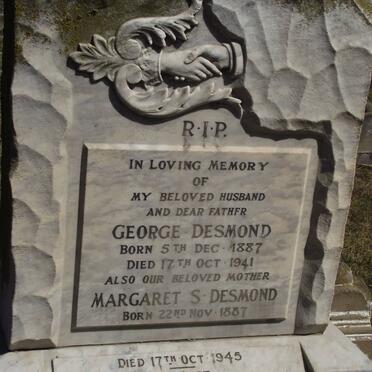 R·I·P.
IN LOVING MEMORY
OF
MY BELOVED HUSBAND
AND DEAR FATHER
GEORGE DESMOND
BORN 5TH DEC· 1887
DIED 17TH OCT· 1941
ALSO OUR BELOVED MOTHER
MARGARET S·DESMOND
BORN 22ND NOV· 1887
DIED 17TH OCT 1945